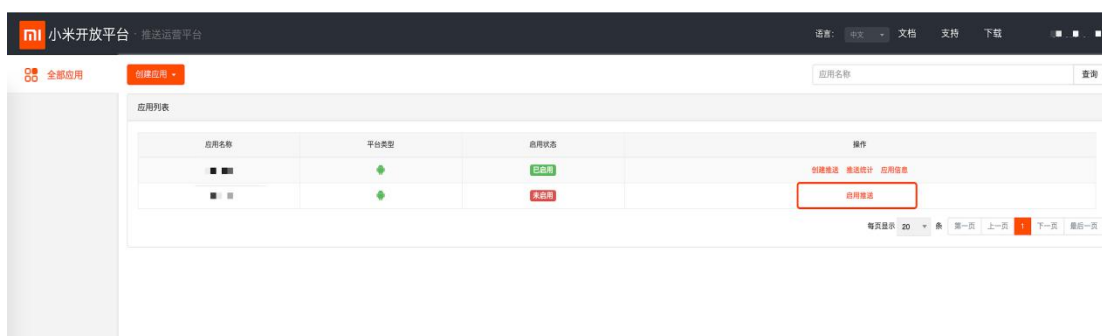 小米开放平台 · 推送运营平台 语言： 中文 文档 支持 下载
全部应用 创建应用 应用名称 查询
应用列表
应用名称 平台类型 启用状态 操作
已启用 创建推送 推送统计 应用信息
未启用 启用推送
每页显示 20 条 第一页 上一页 1 下一页 最后一页